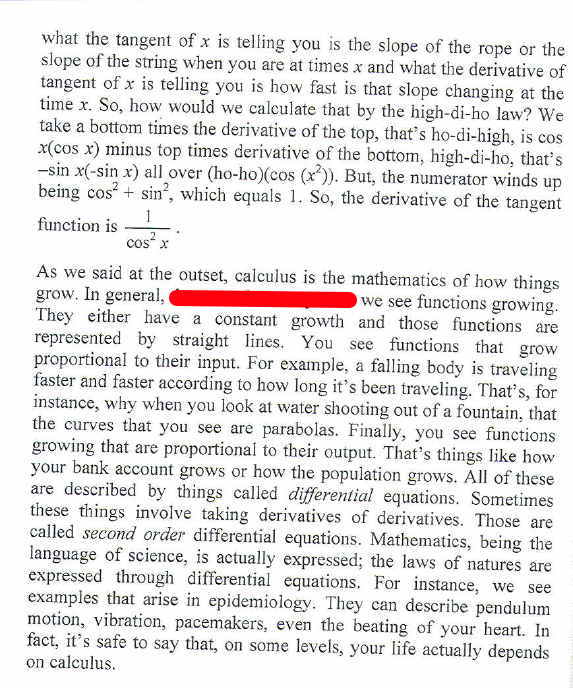 what the tangent of x is telling you is the slope of the rope or the
slope of the string when you are at times x and what the derivative of
tangent of x is telling you is how fast is that slope changing at the
time x. So, how would we calculate that by the high-di-ho law? We
take a bottom times the derivative of the top, that's ho-di-high, is cos
x(cos x) minus top times derivative of the bottom, high-di-ho, that's
–sin x(-sin x) all over (ho-ho)(cos (x²)). But, the numerator winds up
being cos² + sin², which equals 1. So, the derivative of the tangent
function is 1/cos² x .
As we said at the outset, calculus is the mathematics of how things
grow. In general, we see functions growing.
They either have a constant growth and those functions are
represented by straight lines. You see functions that grow
proportional to their input. For example, a falling body is traveling
faster and faster according to how long it's been traveling. That's, for
instance, why when you look at water shooting out of a fountain, that
the curves that you see are parabolas. Finally, you see functions
growing that are proportional to their output. That's things like how
your bank account grows or how the population grows. All of these
are described by things called differential equations. Sometimes
these things involve taking derivatives of derivatives. Those are
called second order differential equations. Mathematics, being the
language of science, is actually expressed; the laws of natures are
expressed through differential equations. For instance, we see
examples that arise in epidemiology. They can describe pendulum
motion, vibration, pacemakers, even the beating of your heart. In
fact, it's safe to say that, on some levels, your life actually depends
on calculus.